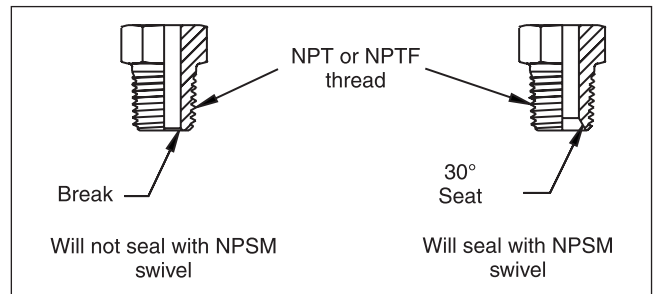 NPT or NPTF
thread
Break
30°
Seat
Will not seal with NPSM
swivel
Will seal with NPSM
swivel